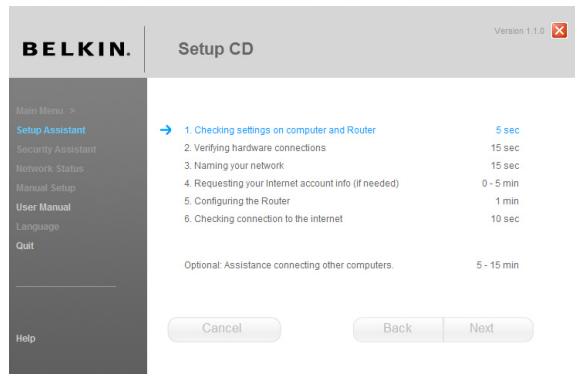 Version 1.1.0
BELKIN.
Setup CD
Main Menu >
Setup Assistant
Security Assistant
Network Status
Manual Setup
User Manual
Language
Quit
Help
1. Checking settings on computer and Router 5 sec
2. Verifying hardware connections 15 sec
3. Naming your network 15 sec
4. Requesting your Internet account info (if needed) 0 - 5 min
5. Configuring the Router 1 min
6. Checking connection to the internet 10 sec
Optional: Assistance connecting other computers. 5 - 15 min
Cancel Back Next